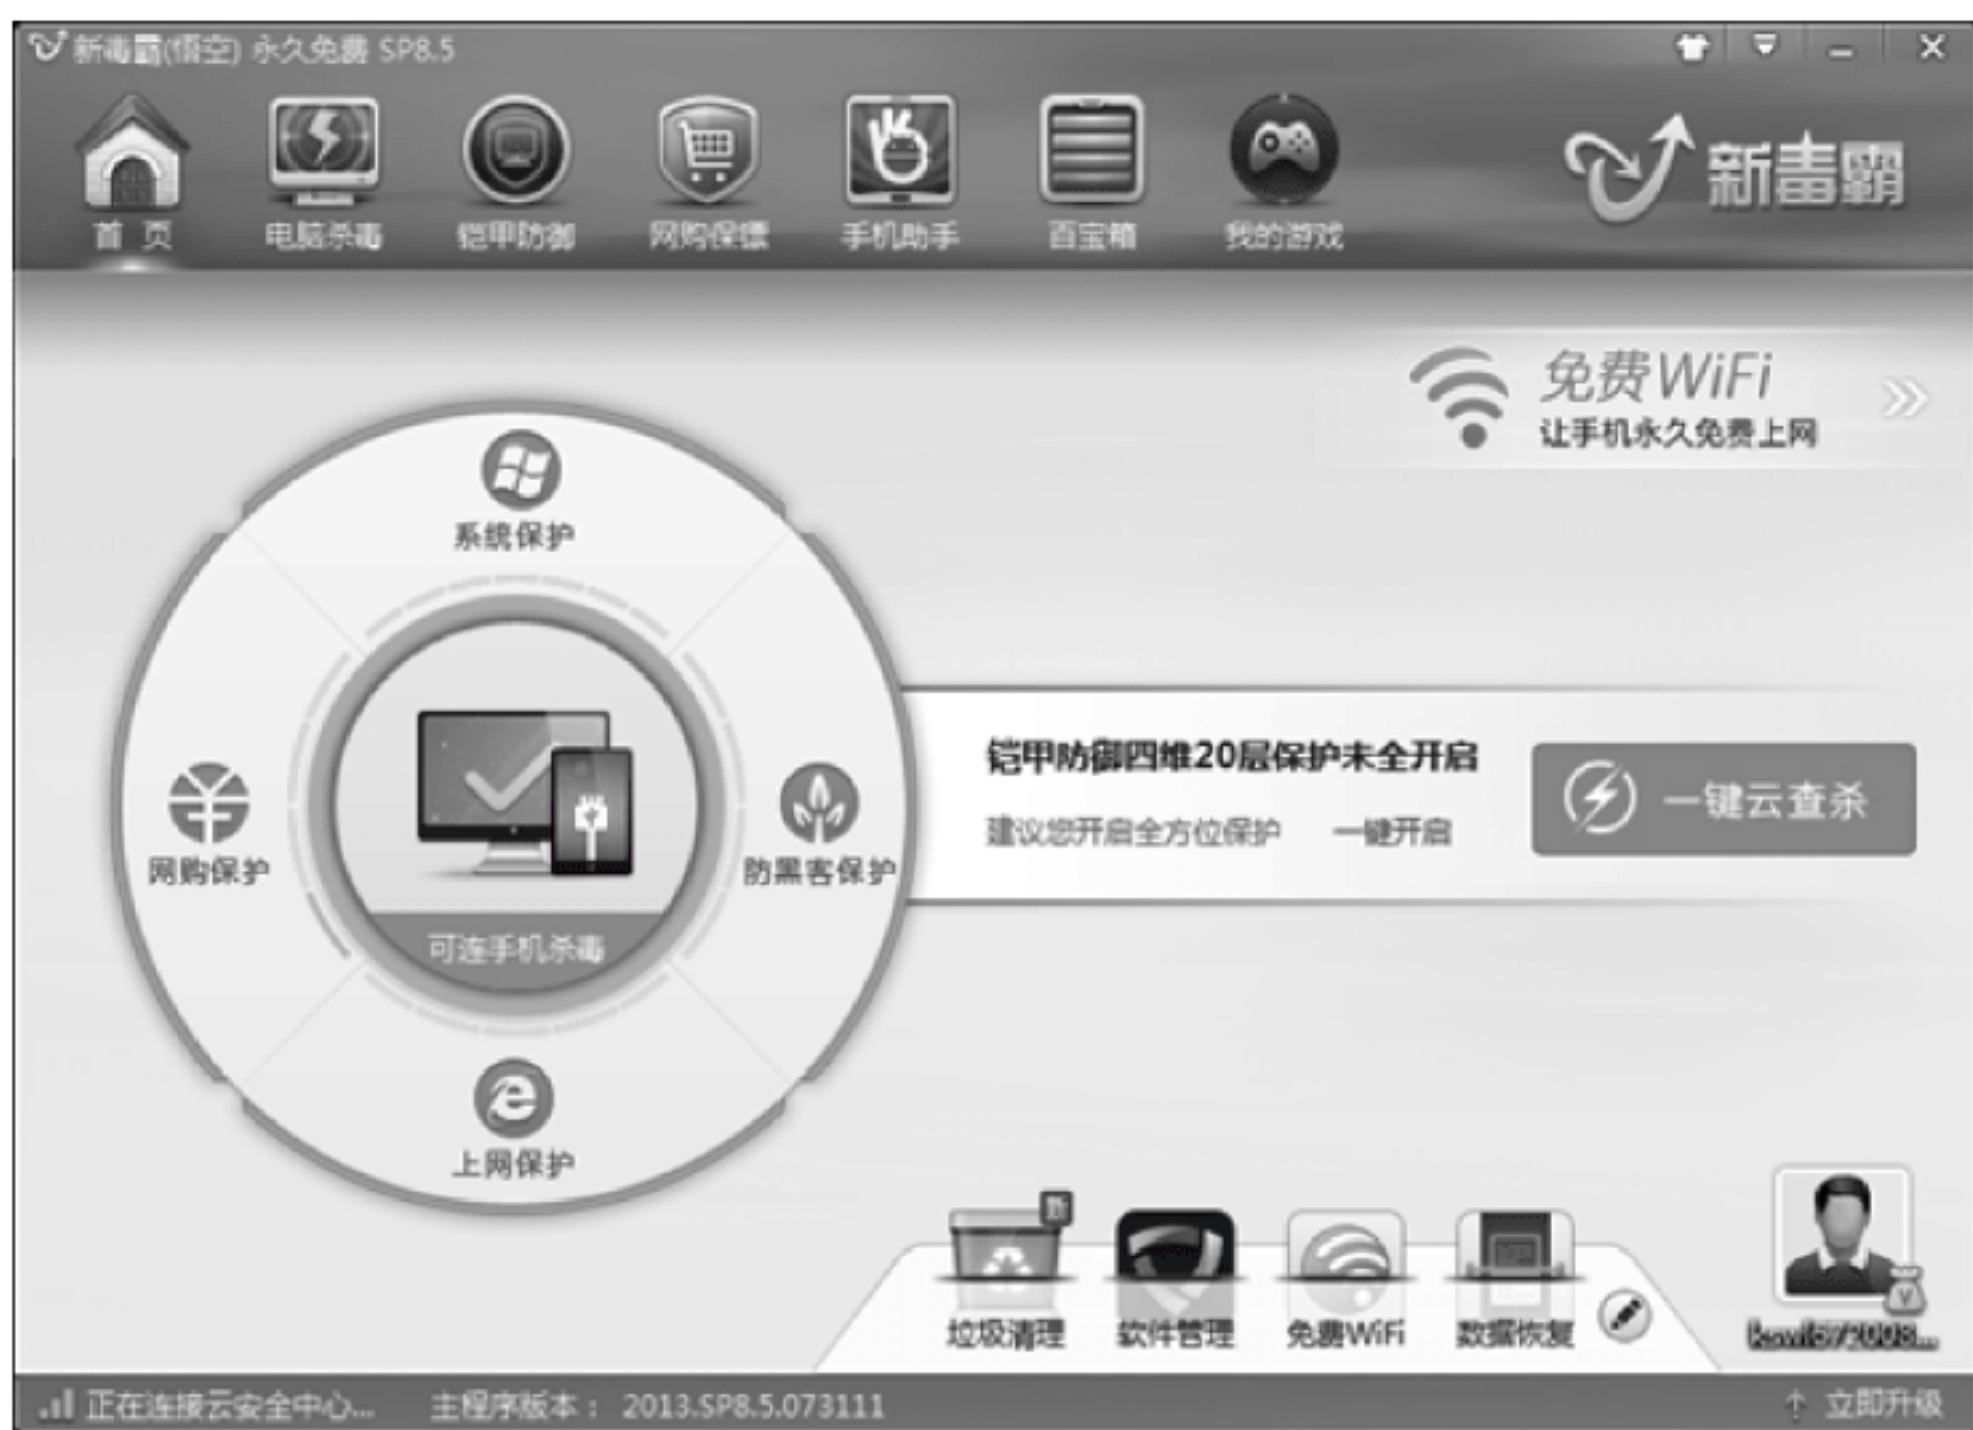 新毒霸(悟空) 永久免费 SP8.5
首 页 电脑杀毒 铠甲防御 网购保镖 手机助手 百宝箱 我的游戏
新毒霸
免费WiFi
让手机永久免费上网
系统保护
网购保护
防黑客保护
可连手机杀毒
上网保护
铠甲防御四维20层保护未全开启
建议您开启全方位保护 一键开启
一键云查杀
垃圾清理 软件管理 免费WiFi 数据恢复
正在连接云安全中心... 主程序版本： 2013.SP8.5.073111 立即升级